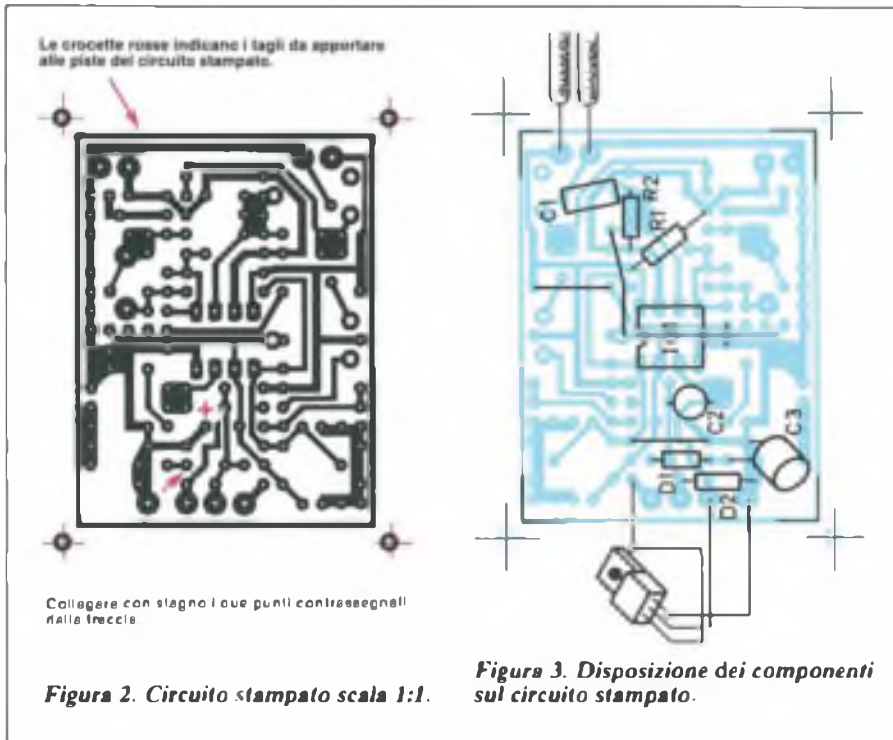 Le crocette rosse indicano i tagli da apportare
alle piste del circuito stampato.
Collegare con stagno i due punti contrassegnati
dalla freccia.
Figura 2. Circuito stampato scala 1:1.
C1
R2
R1
C2
C3
D1
D2
Figura 3. Disposizione dei componenti
sul circuito stampato.